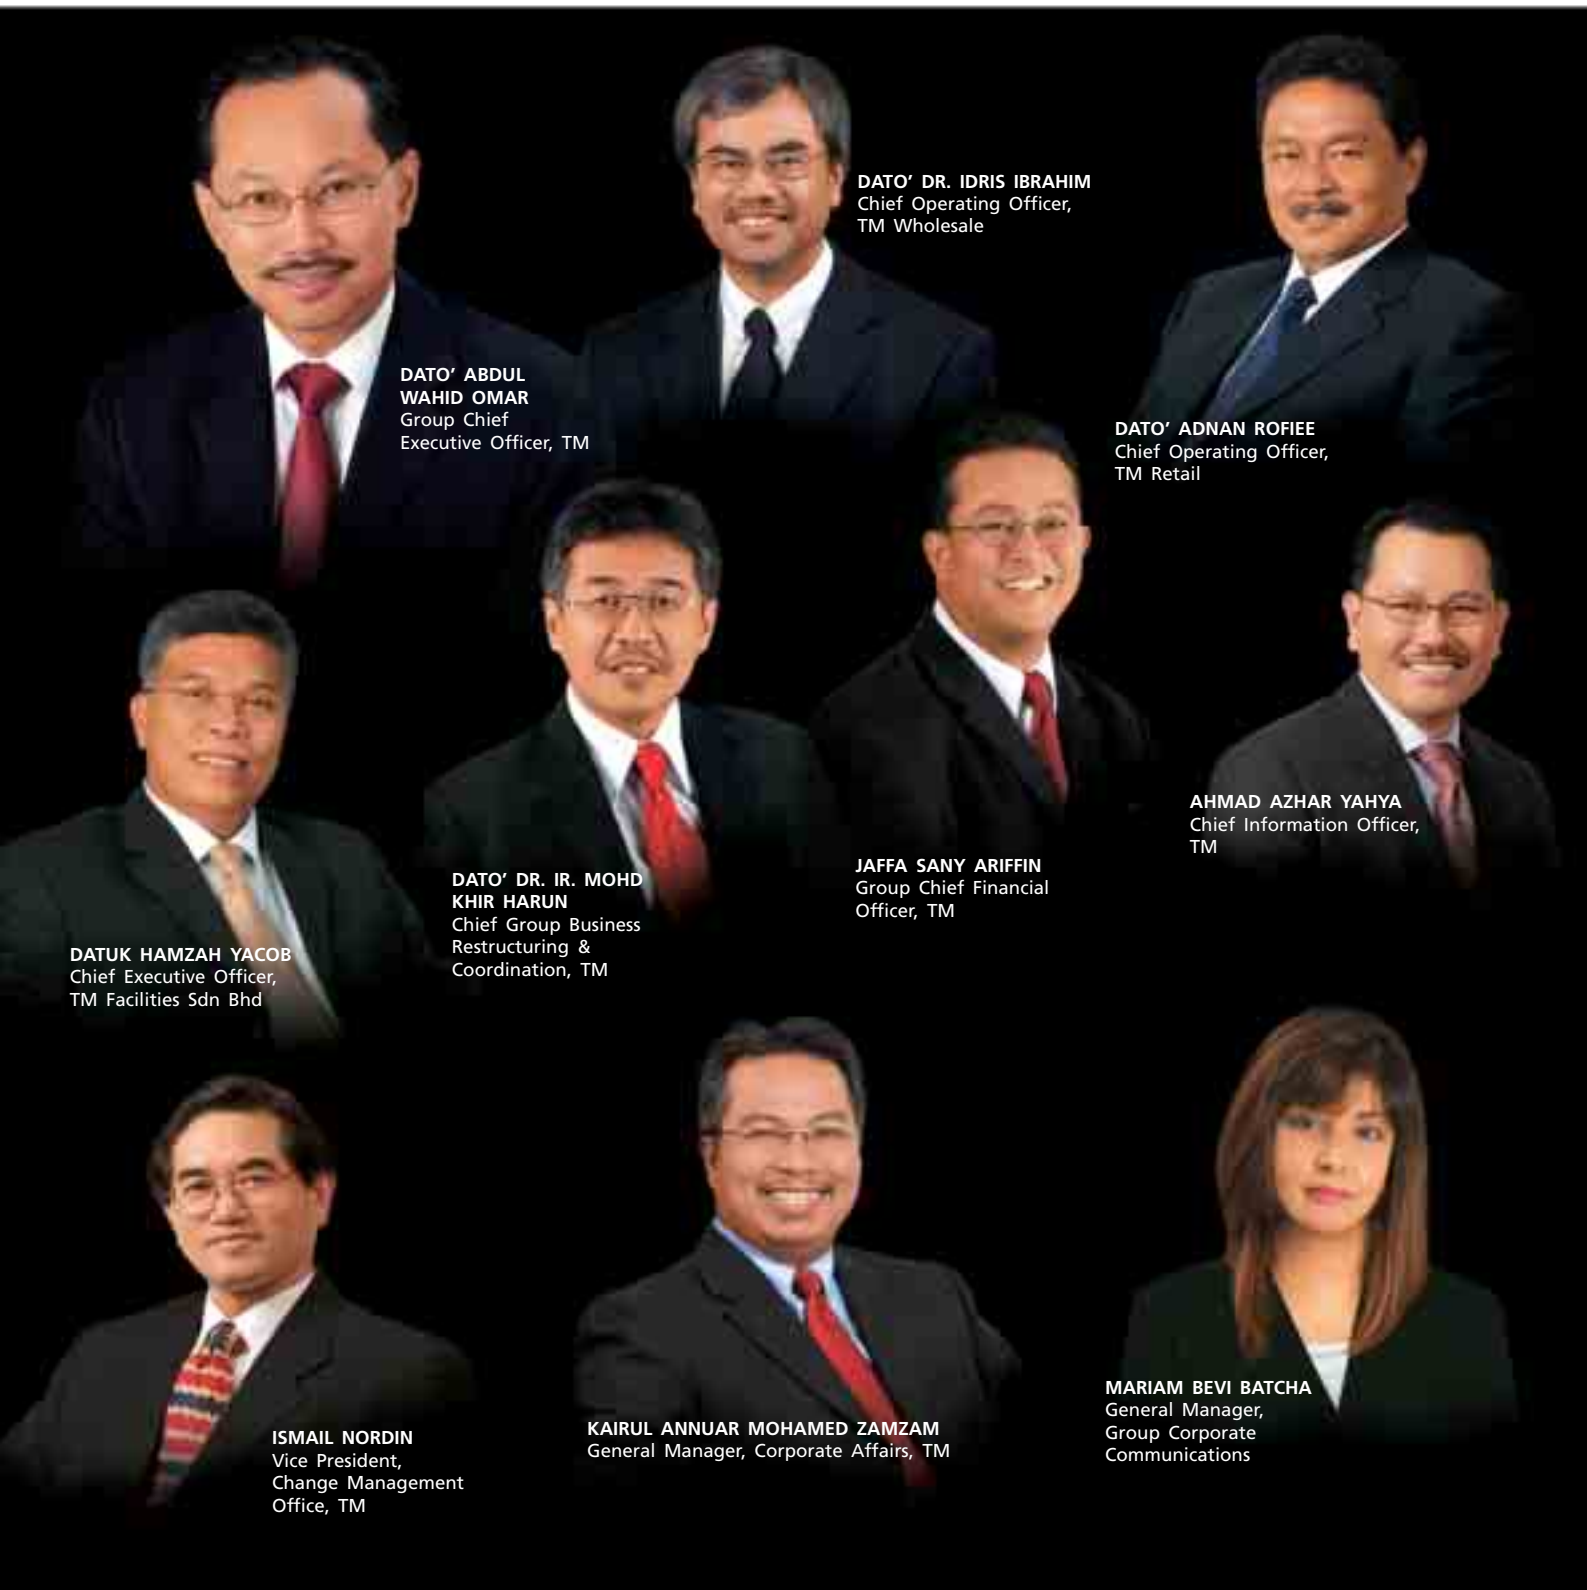 DATO’ DR. IDRIS IBRAHIM
Chief Operating Officer,
TM Wholesale
DATO’ ABDUL
WAHID OMAR
Group Chief
Executive Officer, TM
DATO’ ADNAN ROFIEE
Chief Operating Officer,
TM Retail
DATUK HAMZAH YACOB
Chief Executive Officer,
TM Facilities Sdn Bhd
DATO’ DR. IR. MOHD
KHIR HARUN
Chief Group Business
Restructuring &
Coordination, TM
JAFFA SANY ARIFFIN
Group Chief Financial
Officer, TM
AHMAD AZHAR YAHYA
Chief Information Officer,
TM
ISMAIL NORDIN
Vice President,
Change Management
Office, TM
KAIRUL ANNUAR MOHAMED ZAMZAM
General Manager, Corporate Affairs, TM
MARIAM BEVI BATCHA
General Manager,
Group Corporate
Communications